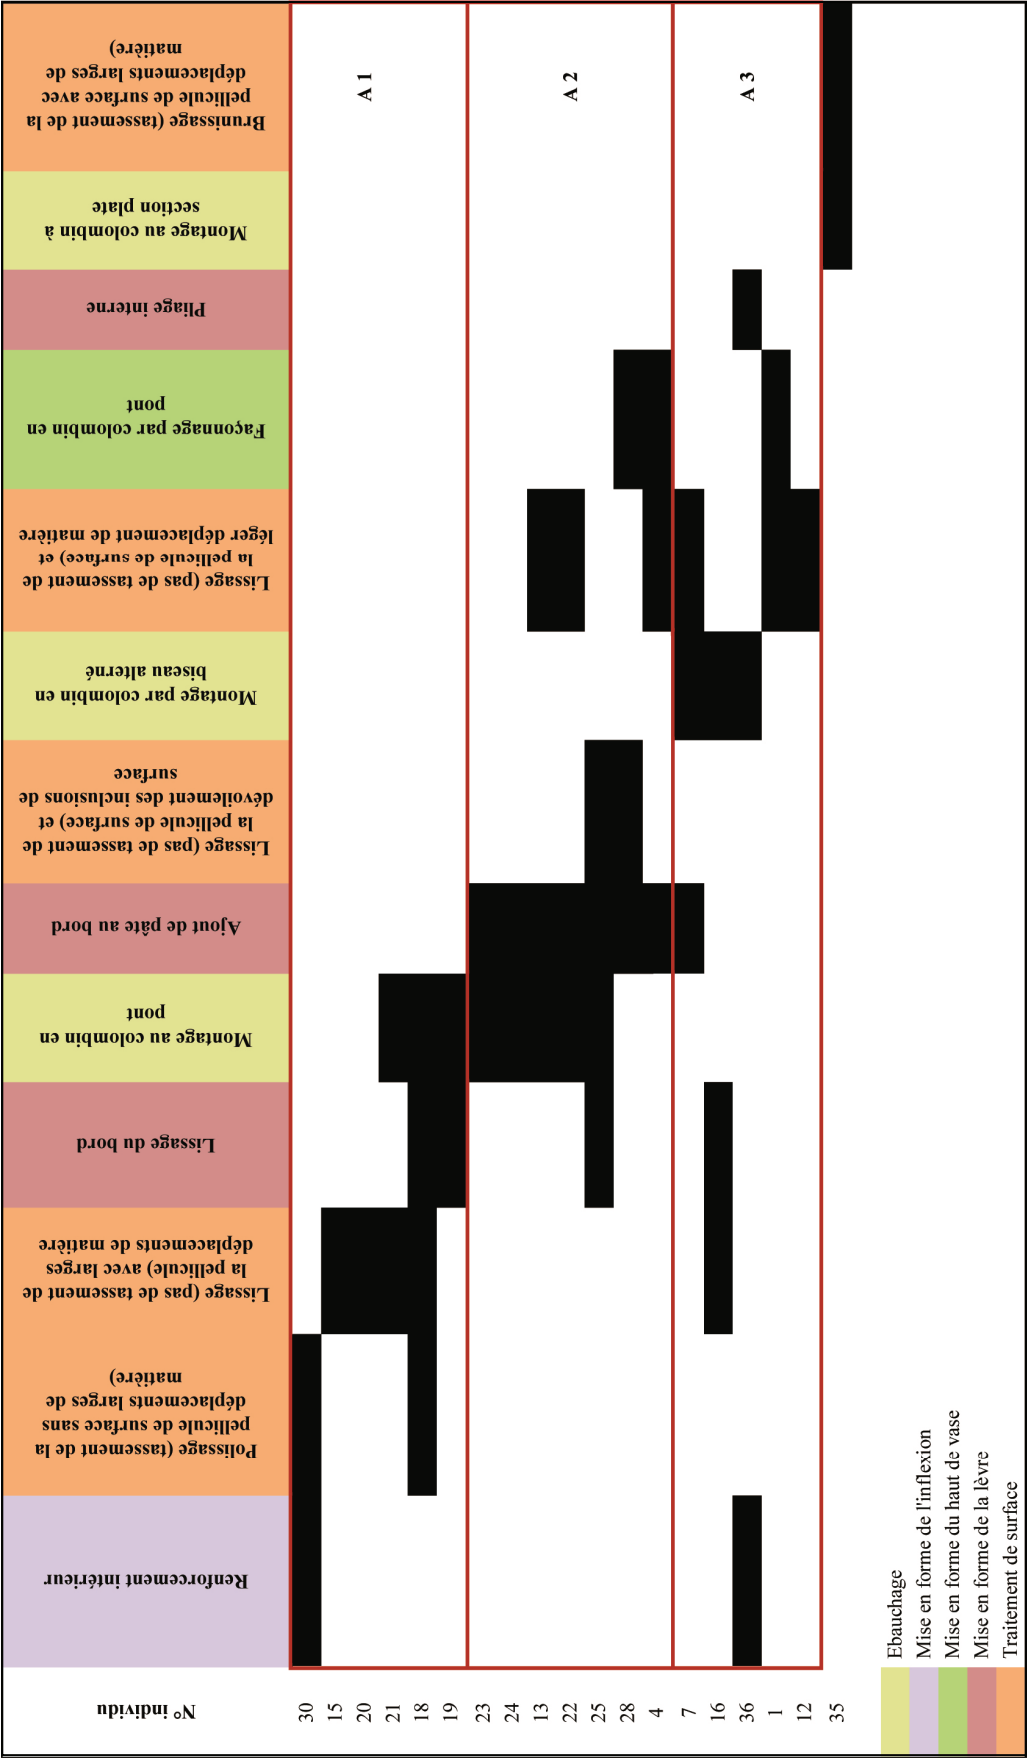 N° individu
Renforcement intérieur
Polissage (tassement de la
pellicule de surface sans
déplacements larges de
matière)
Lissage (pas de tassement de
la pellicule) avec larges
déplacements de matière
Lissage du bord
Montage au colombin en
pont
Ajout de pâte au bord
Lissage (pas de tassement de
la pellicule de surface) et
dévoilement des inclusions de
surface
Montage par colombin en
biseau alterné
Lissage (pas de tassement de
la pellicule de surface) et
léger déplacement de matière
Façonnage par colombin en
pont
Pliage interne
Montage au colombin à
section plate
Brunissage (tassement de la
pellicule de surface avec
déplacements larges de
matière)
30
15
20
21
18
19
A 1
23
24
13
22
25
28
4
A 2
7
16
36
1
12
A 3
35
Ebauchage
Mise en forme de l'inflexion
Mise en forme du haut de vase
Mise en forme de la lèvre
Traitement de surface